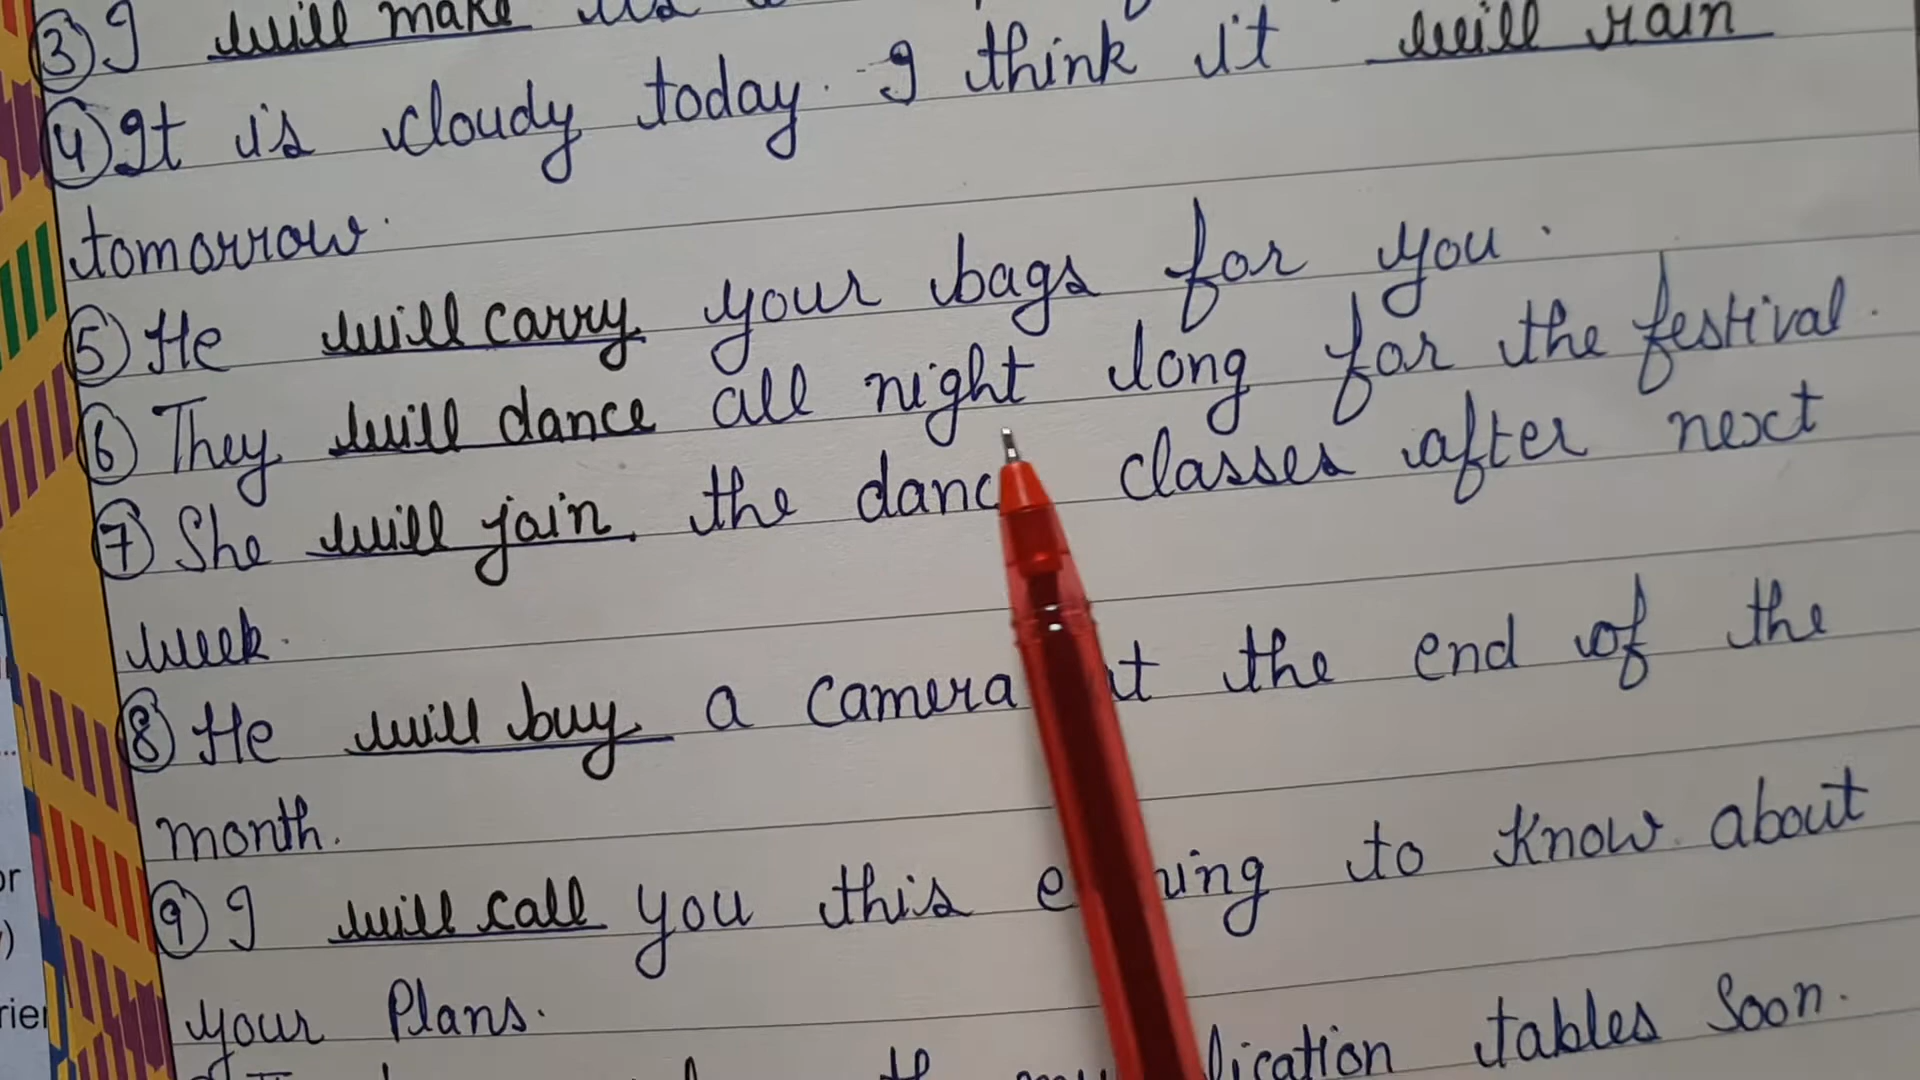 ③ I will make its
④ It is cloudy today. I think it will rain
tomorrow.
⑤ He will carry your bags for you.
⑥ They will dance all night long for the festival.
⑦ She will join the danc classes after next
week.
⑧ He will buy a camera t the end of the
month.
⑨ I will call you this e ning to know about
your Plans.
lication tables Soon.